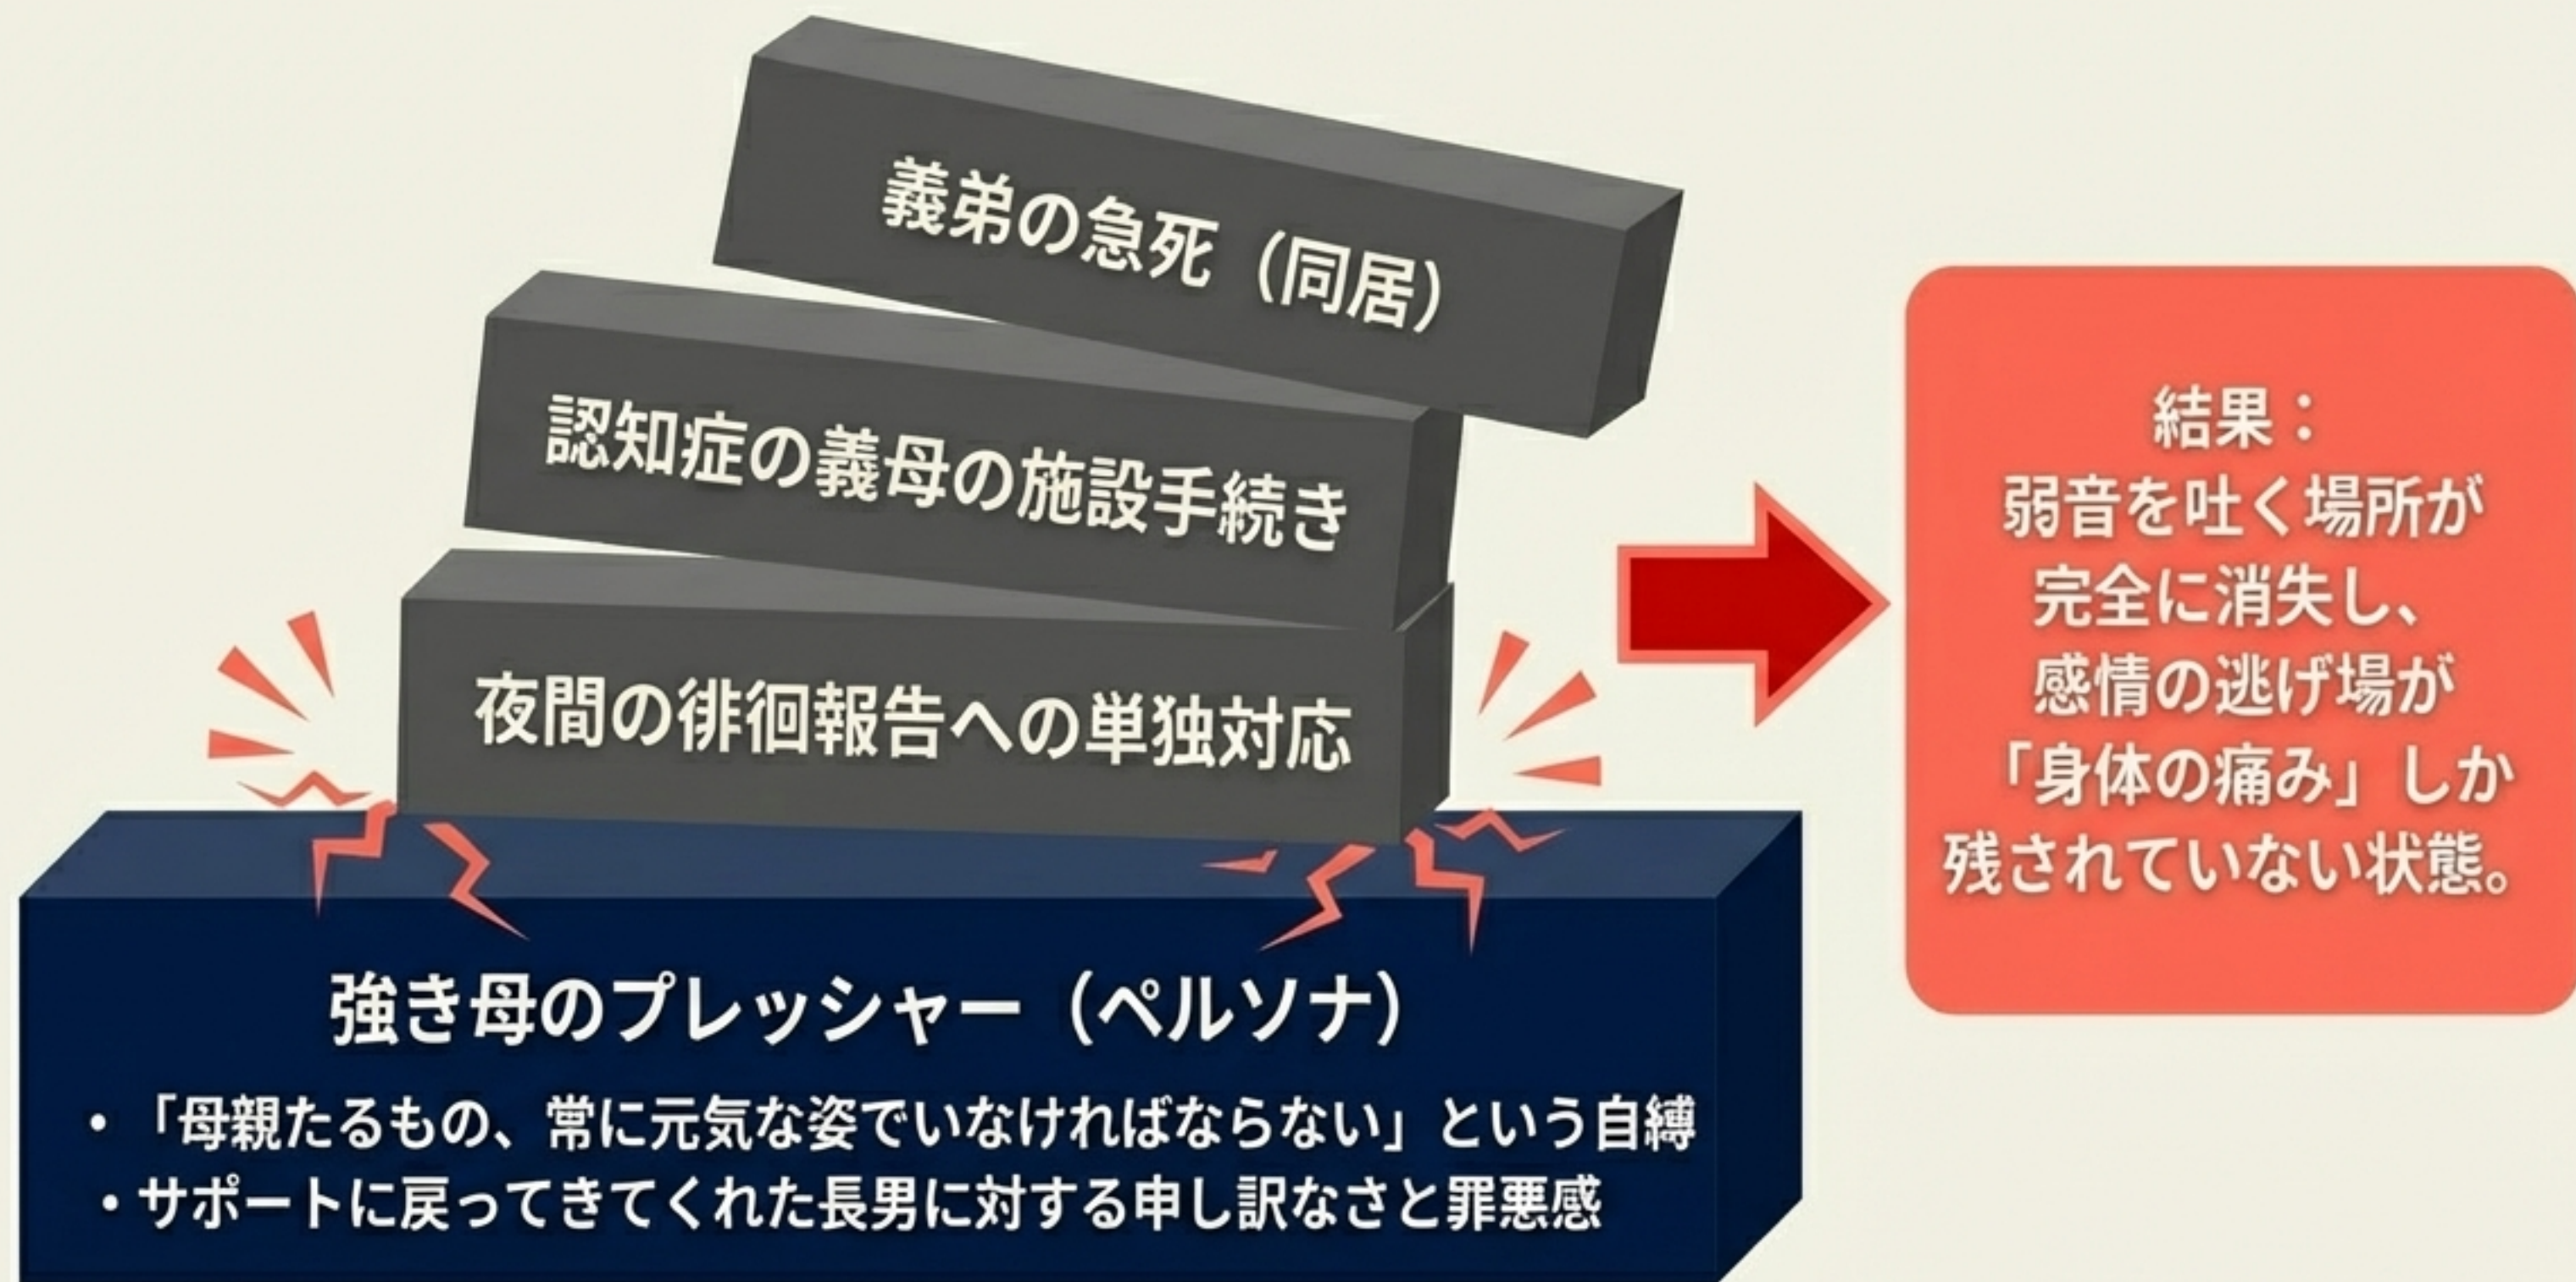 義弟の急死（同居）
認知症の義母の施設手続き
夜間の徘徊報告への単独対応
強き母のプレッシャー（ペルソナ）
・「母親たるもの、常に元気な姿でいなければならない」という自縛
・サポートに戻ってきてくれた長男に対する申し訳なさと罪悪感
結果：
弱音を吐く場所が
完全に消失し、
感情の逃げ場が
「身体の痛み」しか
残されていない状態。